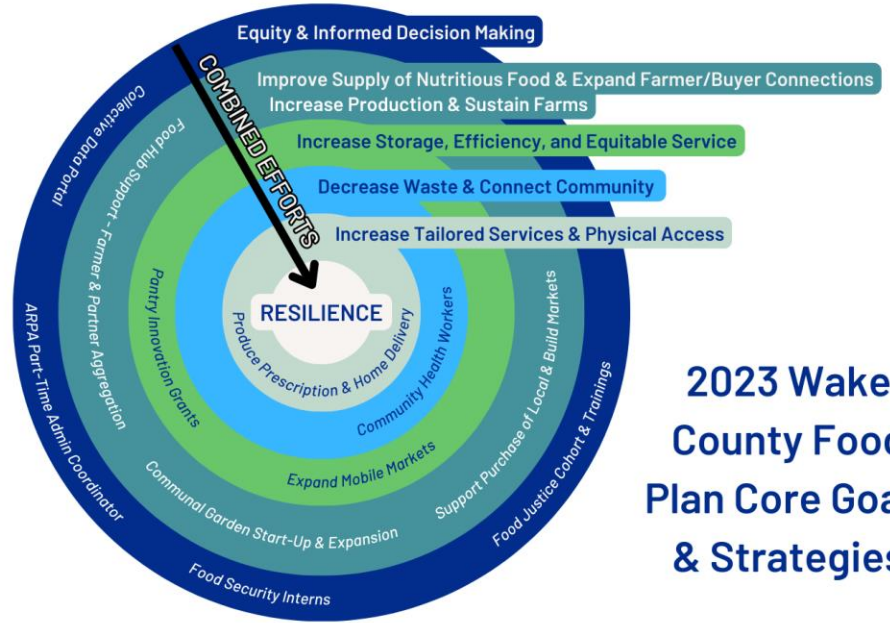 Equity & Informed Decision Making
Improve Supply of Nutritious Food & Expand Farmer/Buyer Connections
Increase Production & Sustain Farms
Increase Storage, Efficiency, and Equitable Service
Decrease Waste & Connect Community
Increase Tailored Services & Physical Access
COMBINED EFFORTS
RESILIENCE
Collective Data Portal
ARPA Part-Time Admin Coordinator
Food Security Interns
Food Justice Cohort & Trainings
Food Hub Support - Farmer & Partner Aggregation
Communal Garden Start-Up & Expansion
Support Purchase of Local & Build Markets
Pantry Innovation Grants
Expand Mobile Markets
Community Health Workers
Produce Prescription & Home Delivery
2023 Wake
County Foo
Plan Core Goa
& Strategies